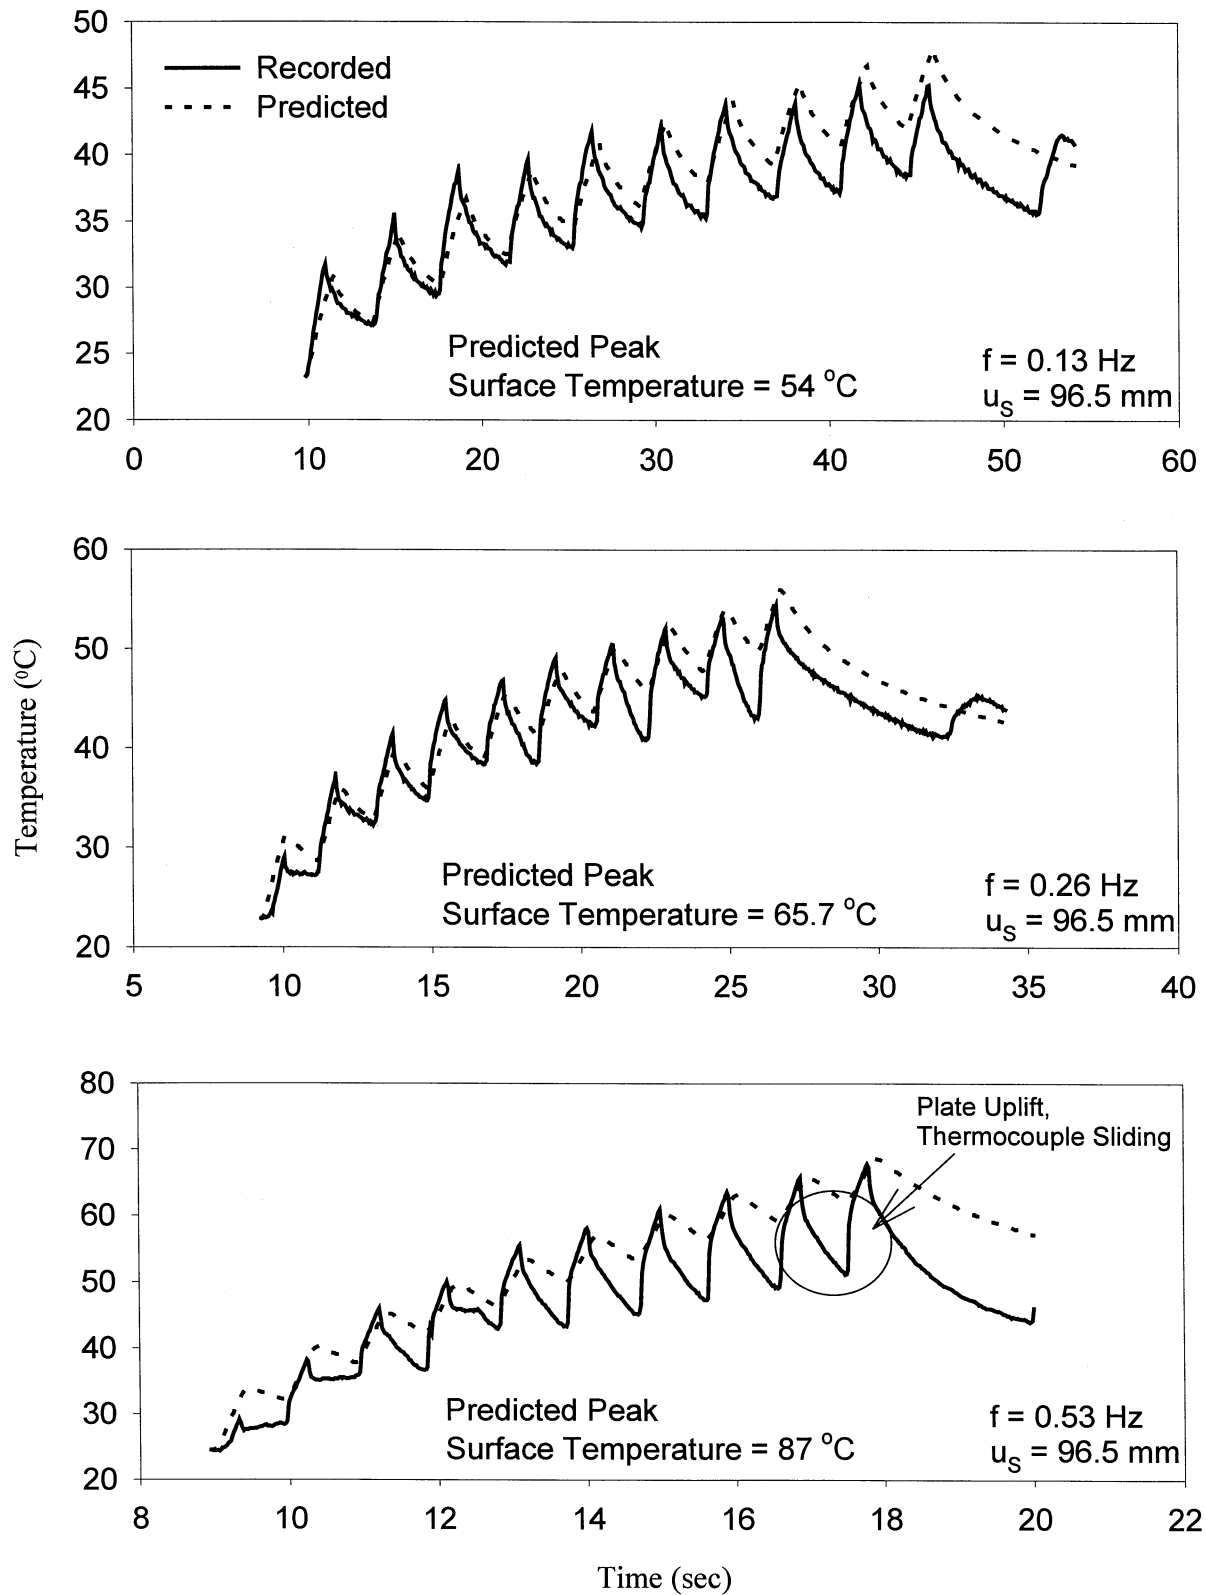 50
45
40
35
30
25
20
Recorded
Predicted
Predicted Peak
Surface Temperature = 54 °C
f = 0.13 Hz
uS = 96.5 mm
0 10 20 30 40 50 60
Temperature (⁰C)
60
50
40
30
20
Predicted Peak
Surface Temperature = 65.7 °C
f = 0.26 Hz
uS = 96.5 mm
5 10 15 20 25 30 35 40
80
70
60
50
40
30
20
Plate Uplift,
Thermocouple Sliding
Predicted Peak
Surface Temperature = 87 °C
f = 0.53 Hz
uS = 96.5 mm
8 10 12 14 16 18 20 22
Time (sec)